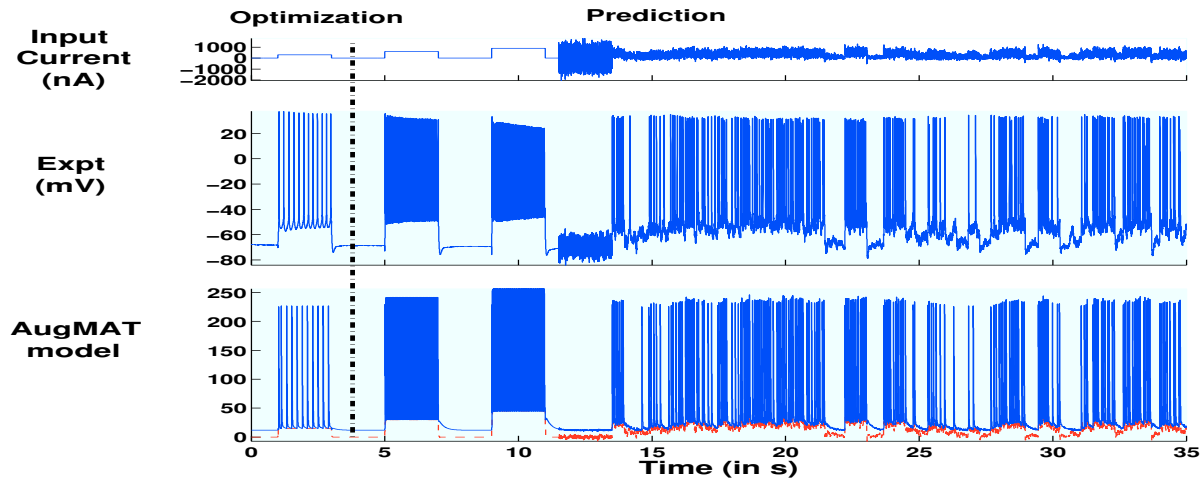 Optimization
Prediction
Input
Current
(nA)
1000
0
−1000
−2000
Expt
(mV)
20
0
−20
−40
−60
−80
AugMAT
model
250
200
150
100
50
0
0 5 10 15 20 25 30 35
Time (in s)